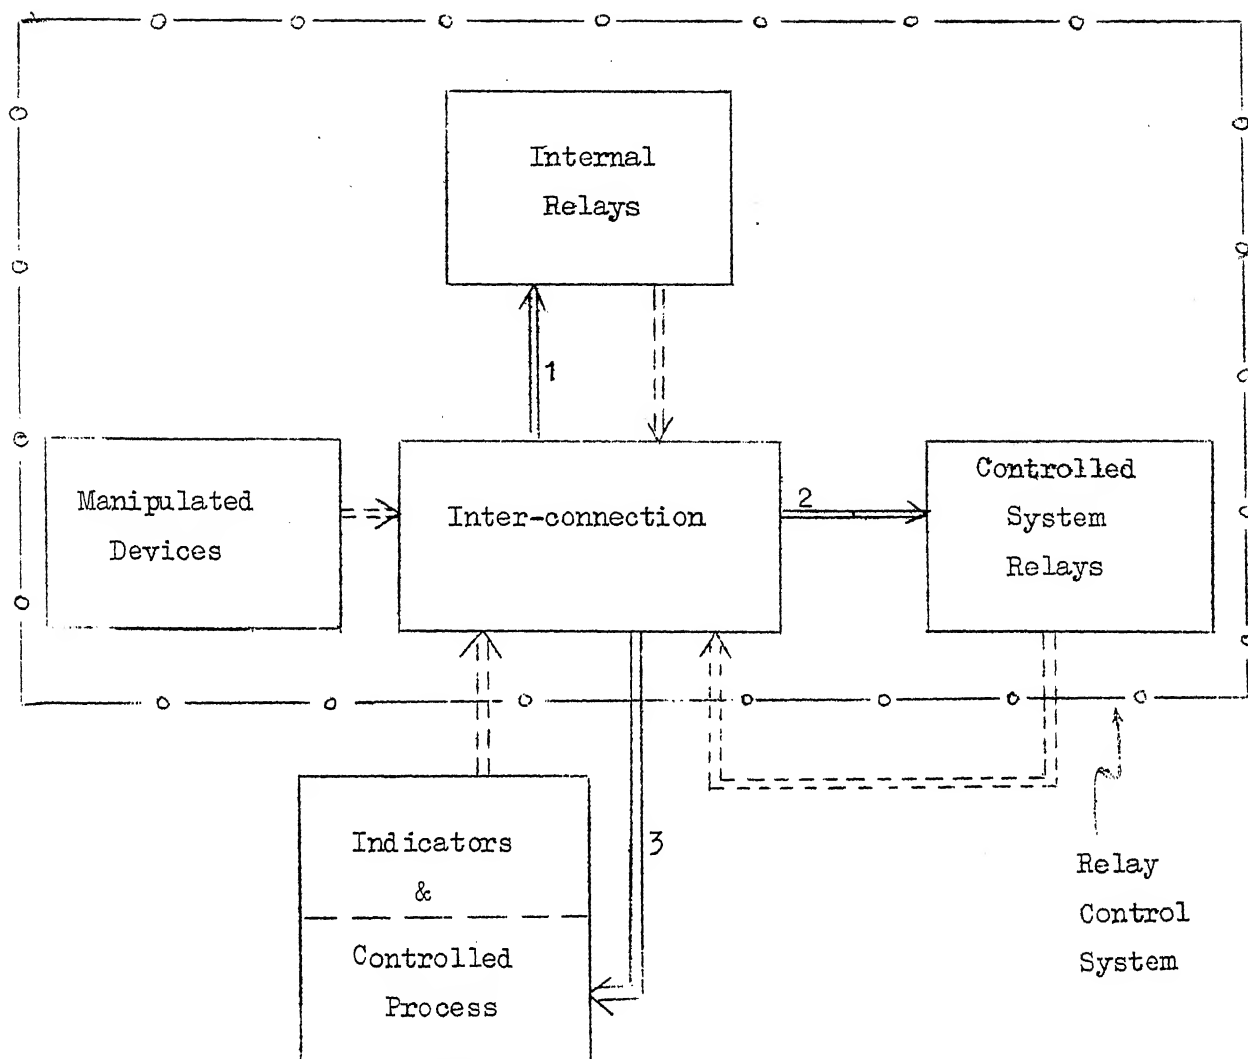 Internal
Relays
1
Manipulated
Devices
Inter-connection
2
Controlled
System
Relays
Indicators
&
Controlled
Process
3
Relay
Control
System